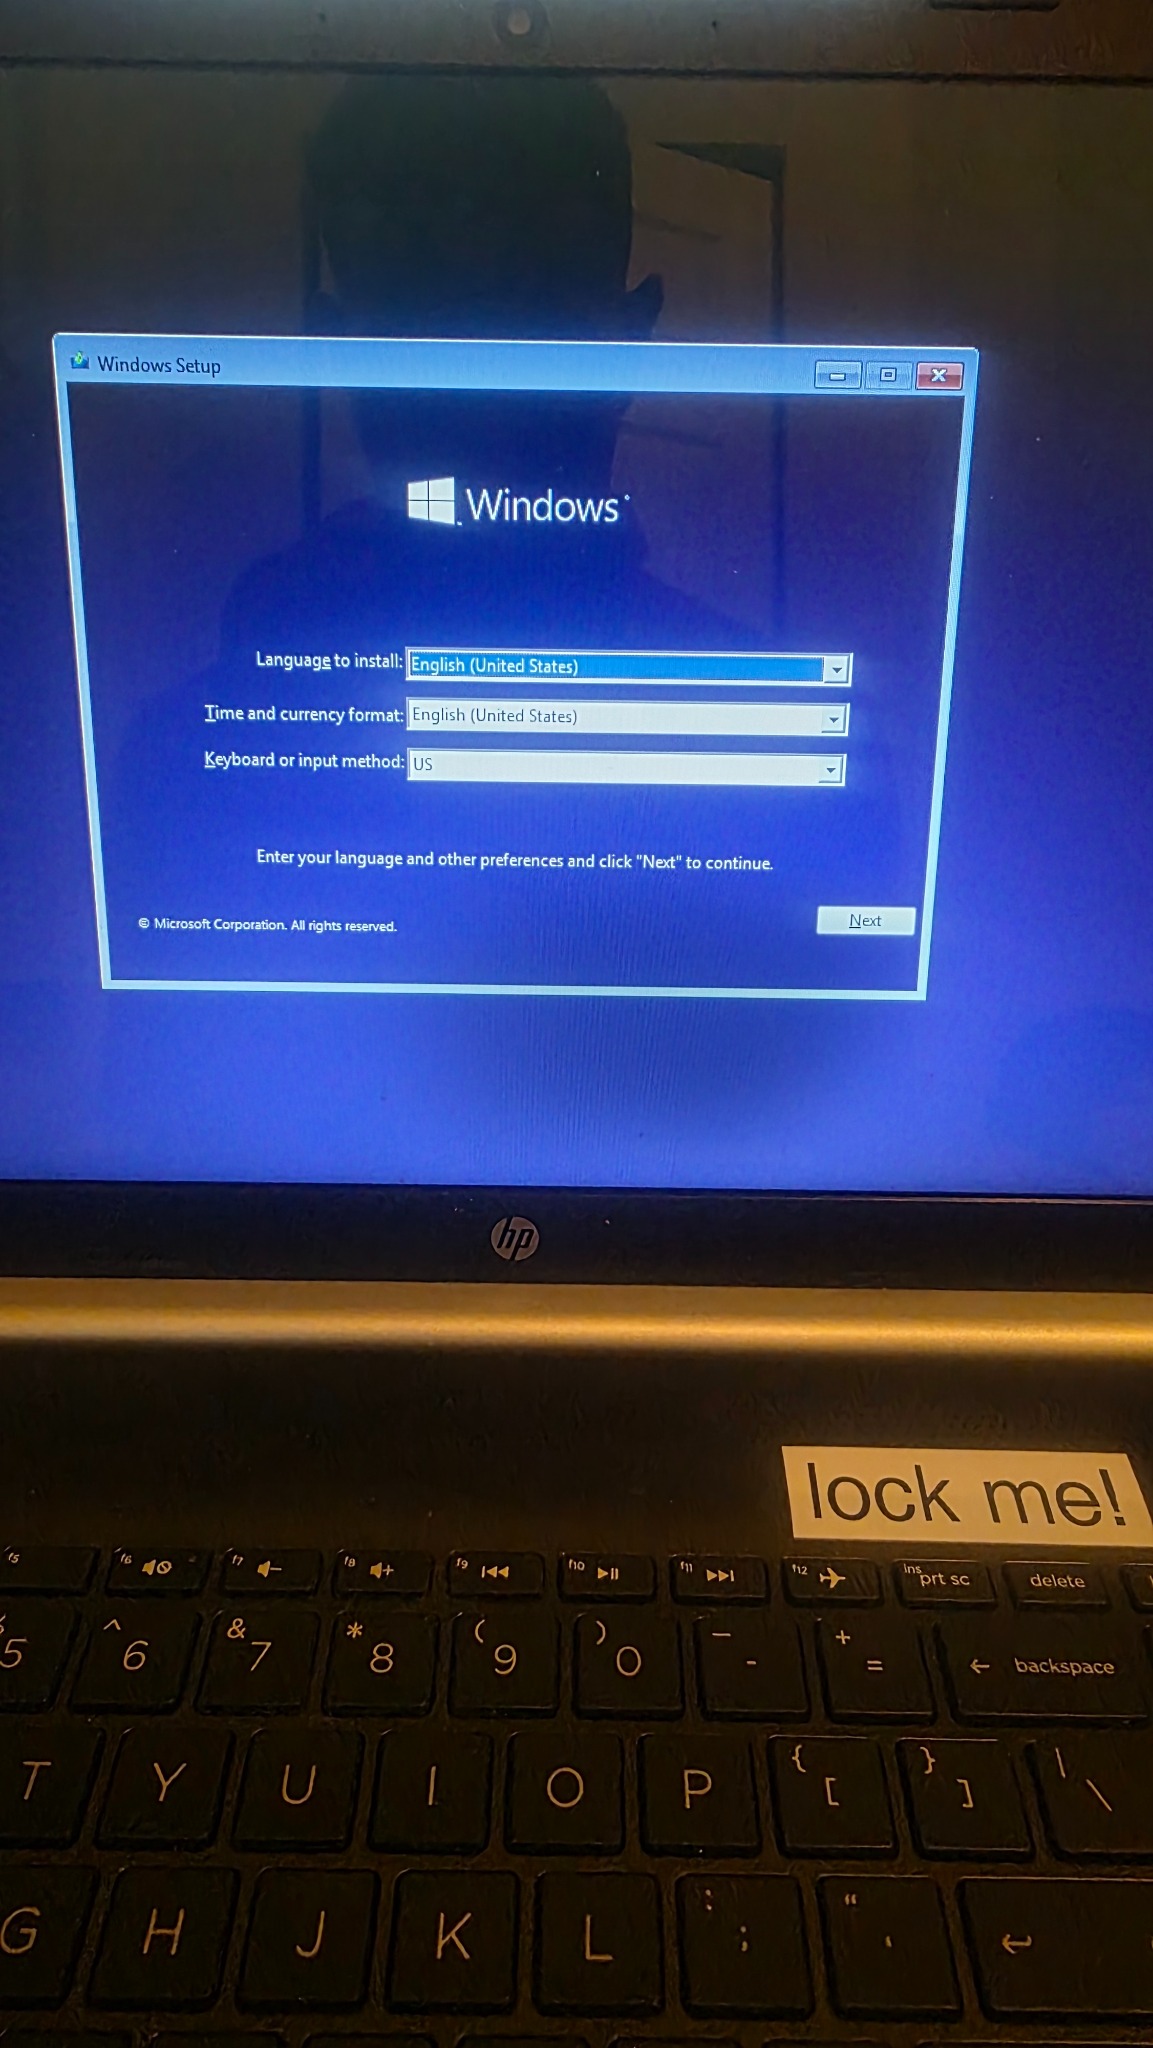 Windows Setup
Windows
Language to install: English (United States)
Time and currency format: English (United States)
Keyboard or input method: US
Enter your language and other preferences and click "Next" to continue.
© Microsoft Corporation. All rights reserved.
Next
hp
lock me!
f5 f6 f7 f8 f9 f10 f11 f12 ins prt sc delete
5 ^ 6 & 7 * 8 ( 9 ) 0 _ - + = ← backspace
T Y U I O P { [ } ] | \
G H J K L : ; " '